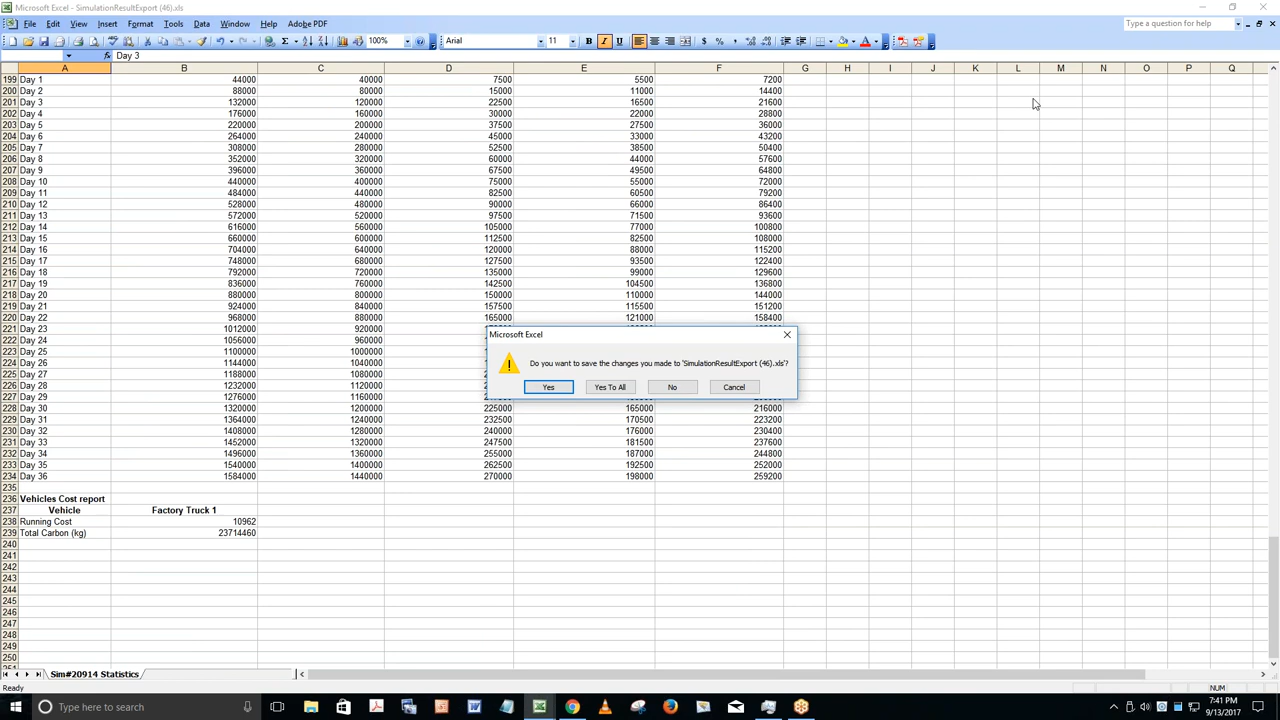 Microsoft Excel - SimulationResultExport (46).xls
File Edit View Insert Format Tools Data Window Help Adobe PDF
Type a question for help
100% Arial 11
Day 3
A B C D E F G H I J K L M N O P Q
199 Day 1 44000 40000 7500 5500 7200
200 Day 2 88000 80000 15000 11000 14400
201 Day 3 132000 120000 22500 16500 21600
202 Day 4 176000 160000 30000 22000 28800
203 Day 5 220000 200000 37500 27500 36000
204 Day 6 264000 240000 45000 33000 43200
205 Day 7 308000 280000 52500 38500 50400
206 Day 8 352000 320000 60000 44000 57600
207 Day 9 396000 360000 67500 49500 64800
208 Day 10 440000 400000 75000 55000 72000
209 Day 11 484000 440000 82500 60500 79200
210 Day 12 528000 480000 90000 66000 86400
211 Day 13 572000 520000 97500 71500 93600
212 Day 14 616000 560000 105000 77000 100800
213 Day 15 660000 600000 112500 82500 108000
214 Day 16 704000 640000 120000 88000 115200
215 Day 17 748000 680000 127500 93500 122400
216 Day 18 792000 720000 135000 99000 129600
217 Day 19 836000 760000 142500 104500 136800
218 Day 20 880000 800000 150000 110000 144000
219 Day 21 924000 840000 157500 115500 151200
220 Day 22 968000 880000 165000 121000 158400
221 Day 23 1012000 920000
222 Day 24 1056000 960000
223 Day 25 1100000 1000000
224 Day 26 1144000 1040000
225 Day 27 1188000 1080000
226 Day 28 1232000 1120000
227 Day 29 1276000 1160000
228 Day 30 1320000 1200000 225000 165000 216000
229 Day 31 1364000 1240000 232500 170500 223200
230 Day 32 1408000 1280000 240000 176000 230400
231 Day 33 1452000 1320000 247500 181500 237600
232 Day 34 1496000 1360000 255000 187000 244800
233 Day 35 1540000 1400000 262500 192500 252000
234 Day 36 1584000 1440000 270000 198000 259200
235
236 Vehicles Cost report
237 Vehicle Factory Truck 1
238 Running Cost 10962
239 Total Carbon (kg) 23714460
240
241
242
243
244
245
246
247
248
249
250
Microsoft Excel
Do you want to save the changes you made to 'SimulationResultExport (46).xls'?
Yes Yes To All No Cancel
Sim#20914 Statistics
Ready NUM
Type here to search
7:41 PM
9/13/2017